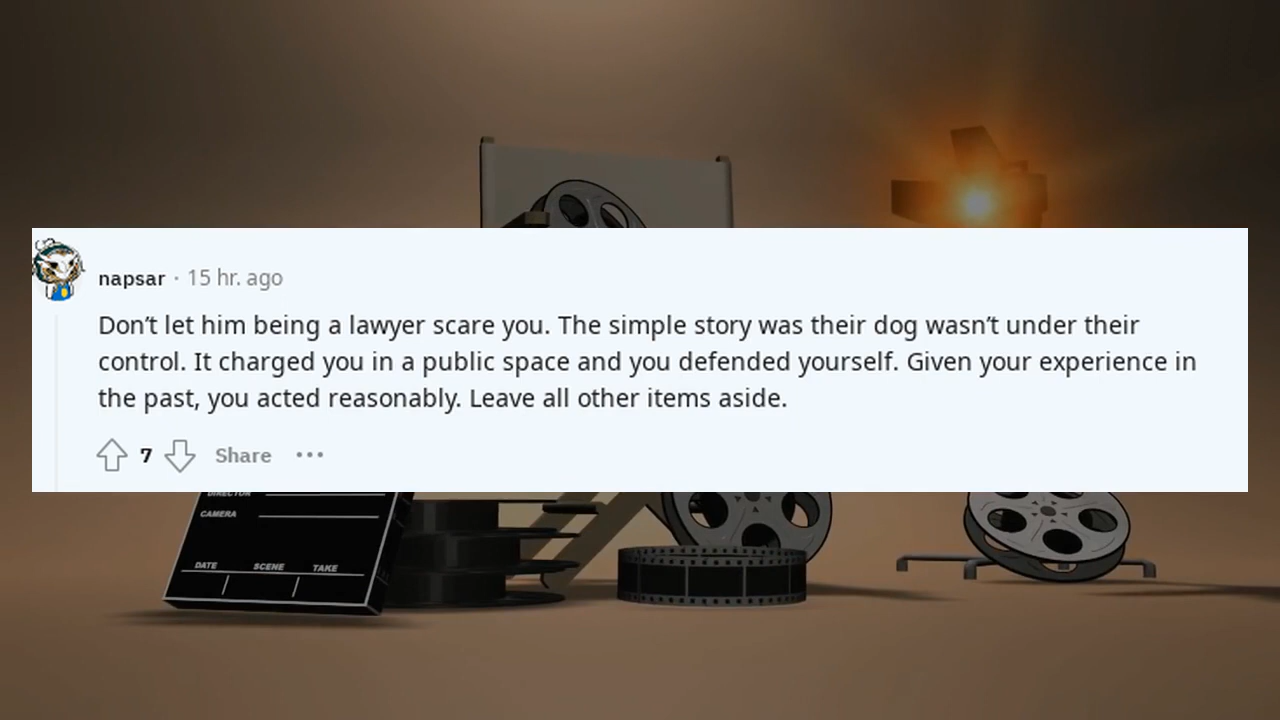 napsar · 15 hr. ago
Don't let him being a lawyer scare you. The simple story was their dog wasn't under their
control. It charged you in a public space and you defended yourself. Given your experience in
the past, you acted reasonably. Leave all other items aside.
7 Share •••
DIRECTOR
CAMERA
DATE SCENE TAKE